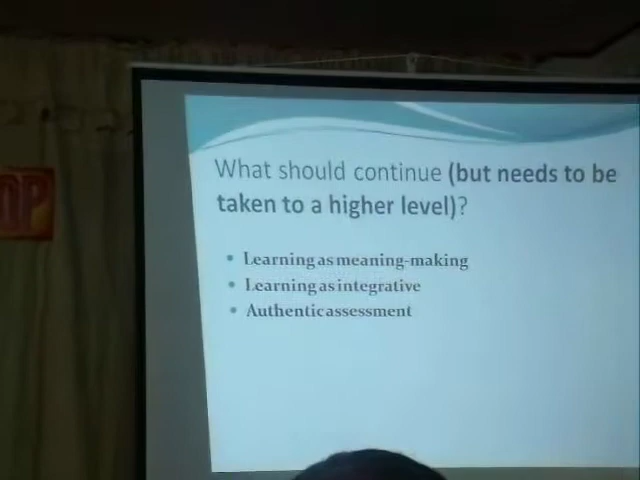 What should continue (but needs to be
taken to a higher level)?
• Learning as meaning-making
• Learning as integrative
• Authentic assessment